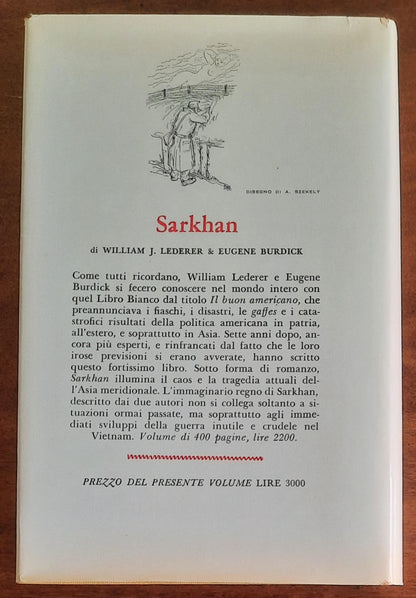 DISEGNO DI A. SZEKELY
Sarkhan
di WILLIAM J. LEDERER & EUGENE BURDICK
Come tutti ricordano, William Lederer e Eugene
Burdick si fecero conoscere nel mondo intero con
quel Libro Bianco dal titolo Il buon americano, che
preannunciava i fiaschi, i disastri, le gaffes e i cata-
strofici risultati della politica americana in patria,
all'estero, e soprattutto in Asia. Sette anni dopo, an-
cora più esperti, e rinfrancati dal fatto che le loro
irose previsioni si erano avverate, hanno scritto
questo fortissimo libro. Sotto forma di romanzo,
Sarkhan illumina il caos e la tragedia attuali del-
l'Asia meridionale. L'immaginario regno di Sarkhan,
descritto dai due autori non si collega soltanto a si-
tuazioni ormai passate, ma soprattutto agli imme-
diati sviluppi della guerra inutile e crudele nel
Vietnam. Volume di 400 pagine, lire 2200.
PREZZO DEL PRESENTE VOLUME LIRE 3000